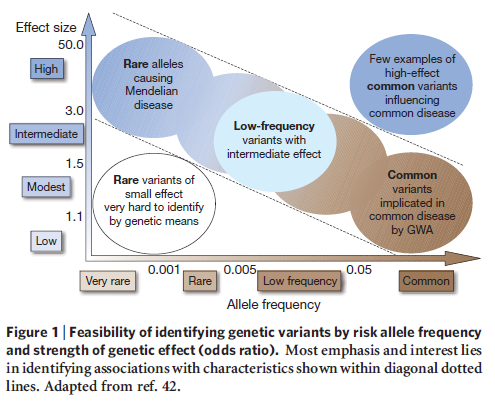 Effect size
50.0
High
3.0
Intermediate
1.5
Modest
1.1
Low
Rare alleles
causing
Mendelian
disease
Few examples of
high-effect
common variants
influencing
common disease
Low-frequency
variants with
intermediate effect
Rare variants of
small effect
very hard to identify
by genetic means
Common
variants
implicated in
common disease
by GWA
0.001
0.005
0.05
Very rare
Rare
Low frequency
Common
Allele frequency
Figure 1 | Feasibility of identifying genetic variants by risk allele frequency
and strength of genetic effect (odds ratio). Most emphasis and interest lies
in identifying associations with characteristics shown within diagonal dotted
lines. Adapted from ref. 42.